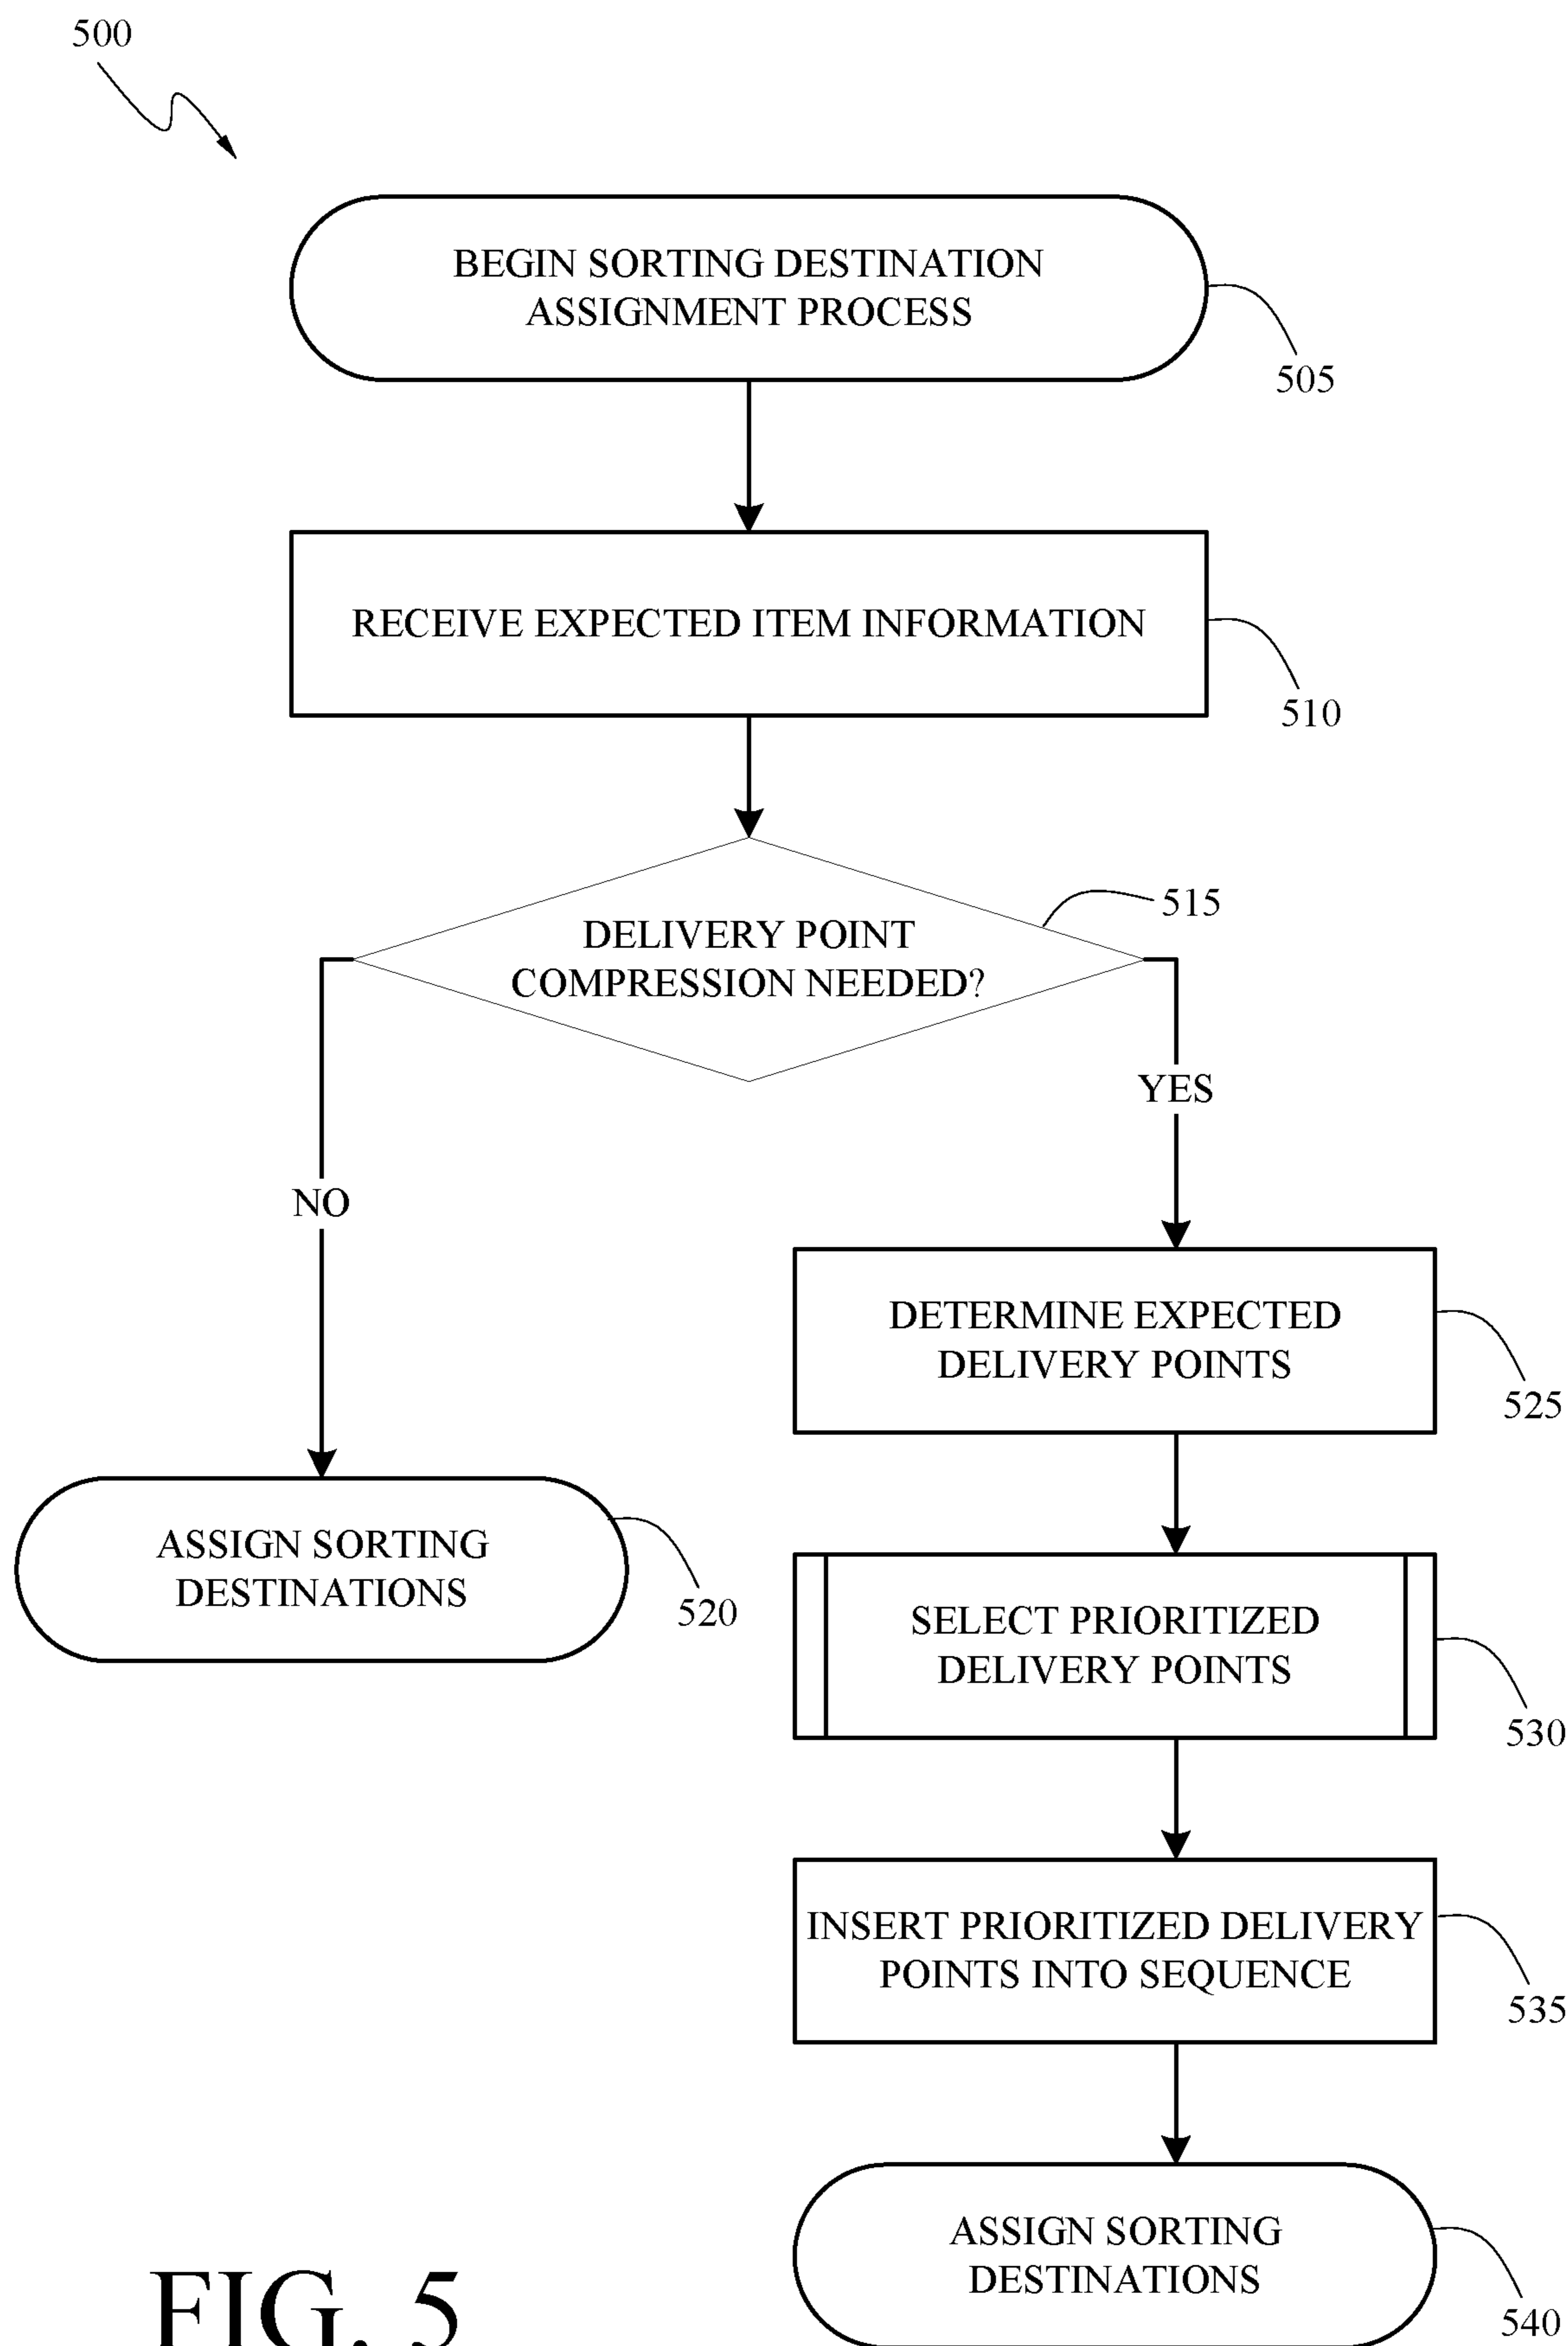 500
BEGIN SORTING DESTINATION
ASSIGNMENT PROCESS
505
RECEIVE EXPECTED ITEM INFORMATION
510
DELIVERY POINT
COMPRESSION NEEDED?
515
YES
NO
DETERMINE EXPECTED
DELIVERY POINTS
525
ASSIGN SORTING
DESTINATIONS
520
SELECT PRIORITIZED
DELIVERY POINTS
530
INSERT PRIORITIZED DELIVERY
POINTS INTO SEQUENCE
535
ASSIGN SORTING
DESTINATIONS
540
FIG. 5